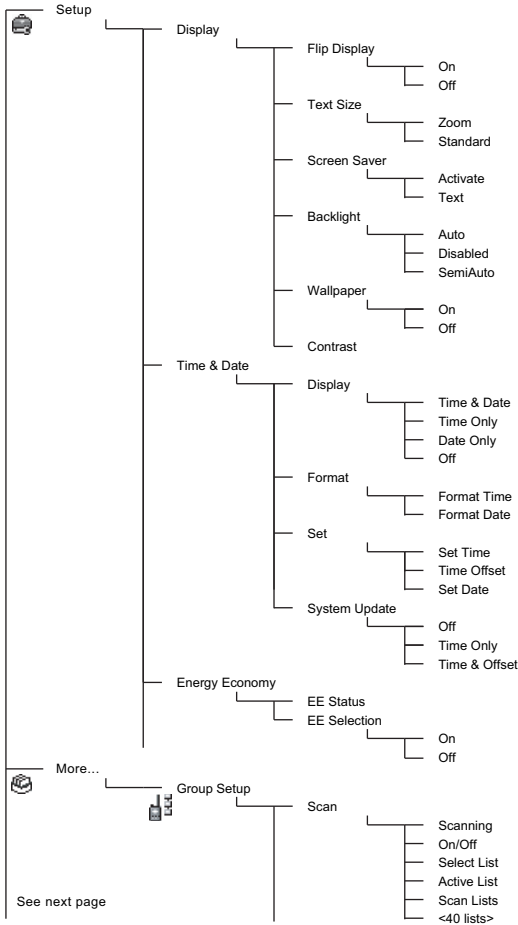 Setup
Display
Flip Display
On
Off
Text Size
Zoom
Standard
Screen Saver
Activate
Text
Backlight
Auto
Disabled
SemiAuto
Wallpaper
On
Off
Contrast
Time & Date
Display
Time & Date
Time Only
Date Only
Off
Format
Format Time
Format Date
Set
Set Time
Time Offset
Set Date
System Update
Off
Time Only
Time & Offset
Energy Economy
EE Status
EE Selection
On
Off
More...
Group Setup
Scan
Scanning
On/Off
Select List
Active List
Scan Lists
<40 lists>
See next page